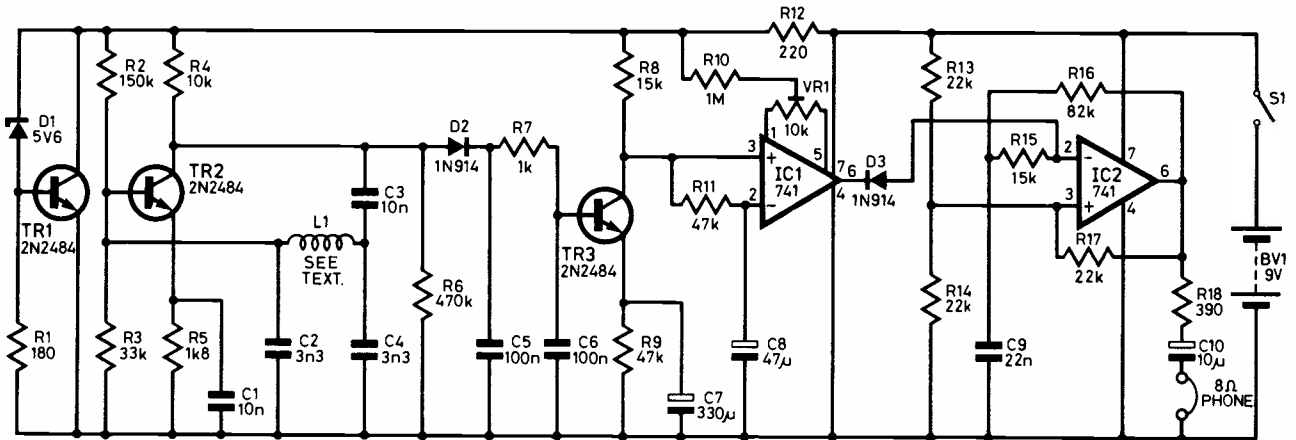 R12
220
R2
150k
R4
10k
R8
15k
R10
1M
VR1
10k
R13
22k
R16
82k
S1
D1
5V6
D2
1N914
R7
1k
1
3
+
5
7
6
D3
1N914
R15
15k
2
-
7
6
TR2
2N2484
C3
10n
IC1
741
4
IC2
741
3
+
4
R11
47k
2
-
TR1
2N2484
L1
SEE
TEXT.
TR3
2N2484
R17
22k
BV1
9V
R6
470k
R14
22k
R18
390
R1
180
R3
33k
R5
1k8
C2
3n3
C4
3n3
C5
100n
C6
100n
R9
47k
C8
47µ
C9
22n
C10
10µ
C1
10n
C7
330µ
8Ω
PHONE